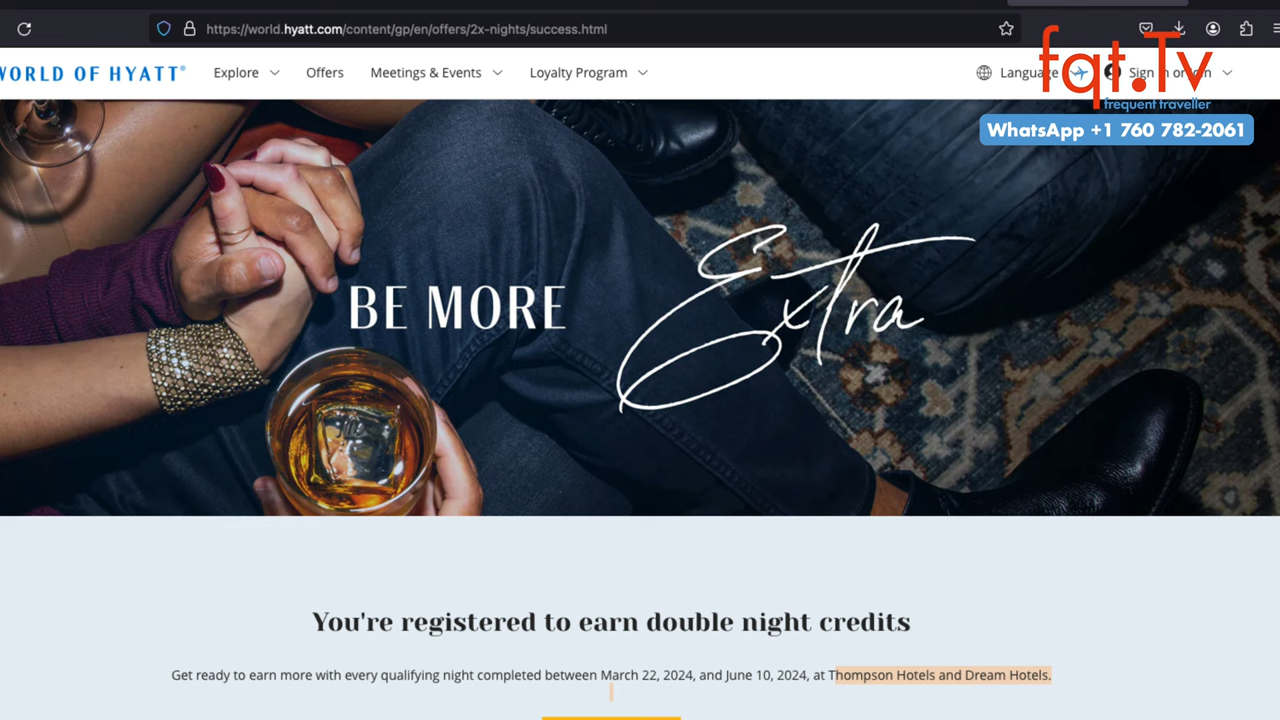 https://world.hyatt.com/content/gp/en/offers/2x-nights/success.html
WORLD OF HYATT®
Explore
Offers
Meetings & Events
Loyalty Program
Language
Sign in or Join
fqt.Tv
frequent traveller
WhatsApp +1 760 782-2061
BE MORE Extra
You're registered to earn double night credits
Get ready to earn more with every qualifying night completed between March 22, 2024, and June 10, 2024, at Thompson Hotels and Dream Hotels.